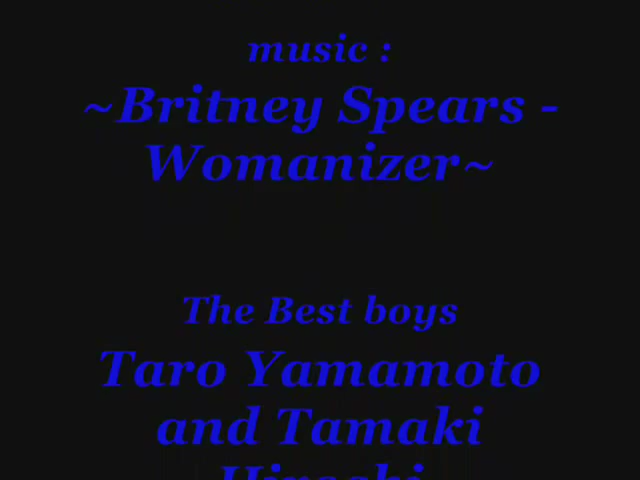 music :
~Britney Spears -
Womanizer~
The Best boys
Taro Yamamoto
and Tamaki